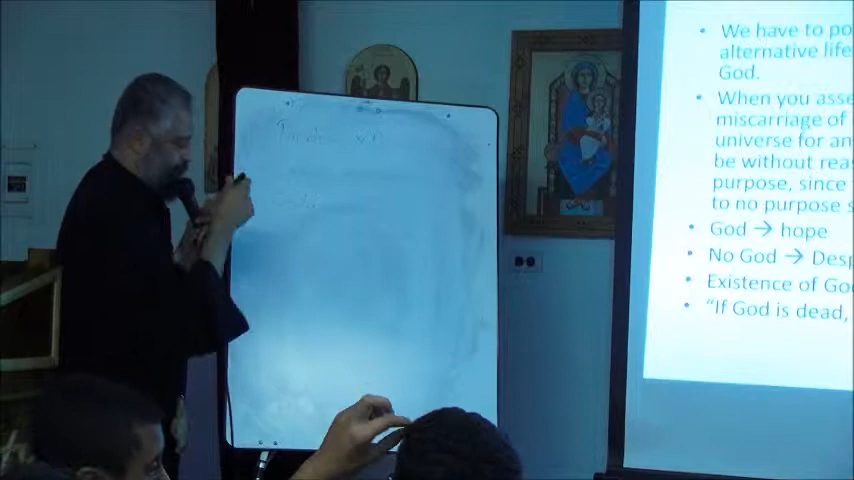 • We have to po
alternative life
God.
• When you asse
miscarriage of
universe for an
be without reas
purpose, since
to no purpose s
• God → hope
• No God → Desp
• Existence of Go
• "If God is dead,